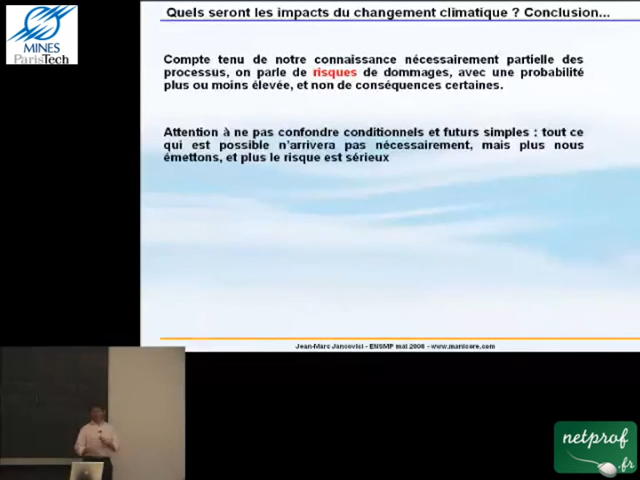 Quels seront les impacts du changement climatique ? Conclusion...
MINES
ParisTech
Compte tenu de notre connaissance nécessairement partielle des
processus, on parle de risques de dommages, avec une probabilité
plus ou moins élevée, et non de conséquences certaines.
Attention à ne pas confondre conditionnels et futurs simples : tout ce
qui est possible n'arrivera pas nécessairement, mais plus nous
émettons, et plus le risque est sérieux
Jean-Marc Jancovici - ENSMP mai 2008 - www.manicore.com
netprof
.fr